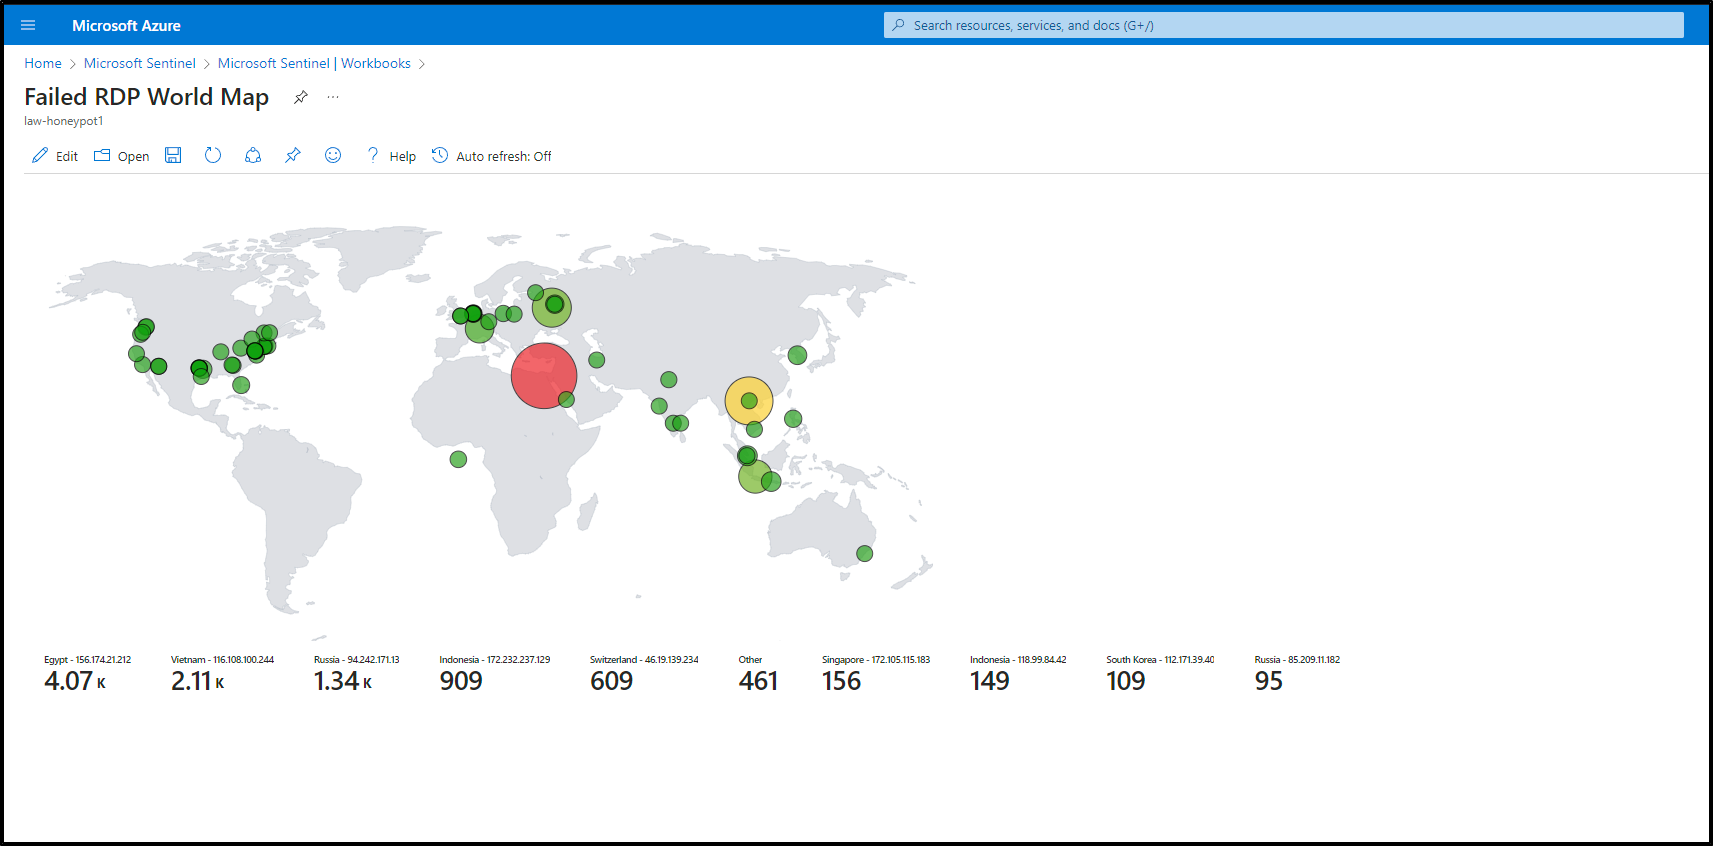 Microsoft Azure
Search resources, services, and docs (G+/)
Home > Microsoft Sentinel > Microsoft Sentinel | Workbooks >
Failed RDP World Map ...
law-honeypot1
Edit Open ? Help Auto refresh: Off
Egypt - 156.174.21.212 Vietnam - 116.108.100.244 Russia - 94.242.171.13 Indonesia - 172.232.237.129 Switzerland - 46.19.139.234 Other Singapore - 172.105.115.183 Indonesia - 118.99.84.42 South Korea - 112.171.39.40 Russia - 85.209.11.182
4.07 K 2.11 K 1.34 K 909 609 461 156 149 109 95